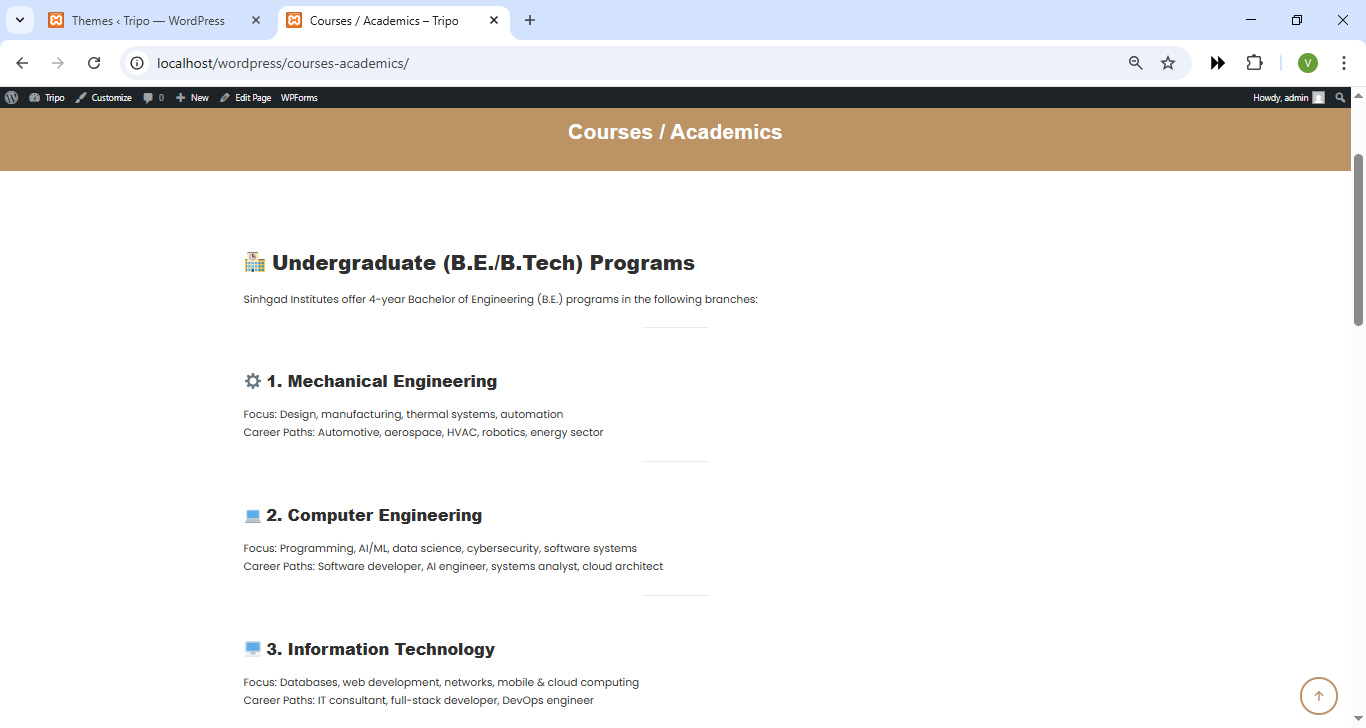 Themes ‹ Tripo — WordPress
Courses / Academics – Tripo
localhost/wordpress/courses-academics/
V
Tripo Customize 0 New Edit Page WPForms Howdy, admin
Courses / Academics
Undergraduate (B.E./B.Tech) Programs
Sinhgad Institutes offer 4-year Bachelor of Engineering (B.E.) programs in the following branches:
1. Mechanical Engineering
Focus: Design, manufacturing, thermal systems, automation
Career Paths: Automotive, aerospace, HVAC, robotics, energy sector
2. Computer Engineering
Focus: Programming, AI/ML, data science, cybersecurity, software systems
Career Paths: Software developer, AI engineer, systems analyst, cloud architect
3. Information Technology
Focus: Databases, web development, networks, mobile & cloud computing
Career Paths: IT consultant, full-stack developer, DevOps engineer